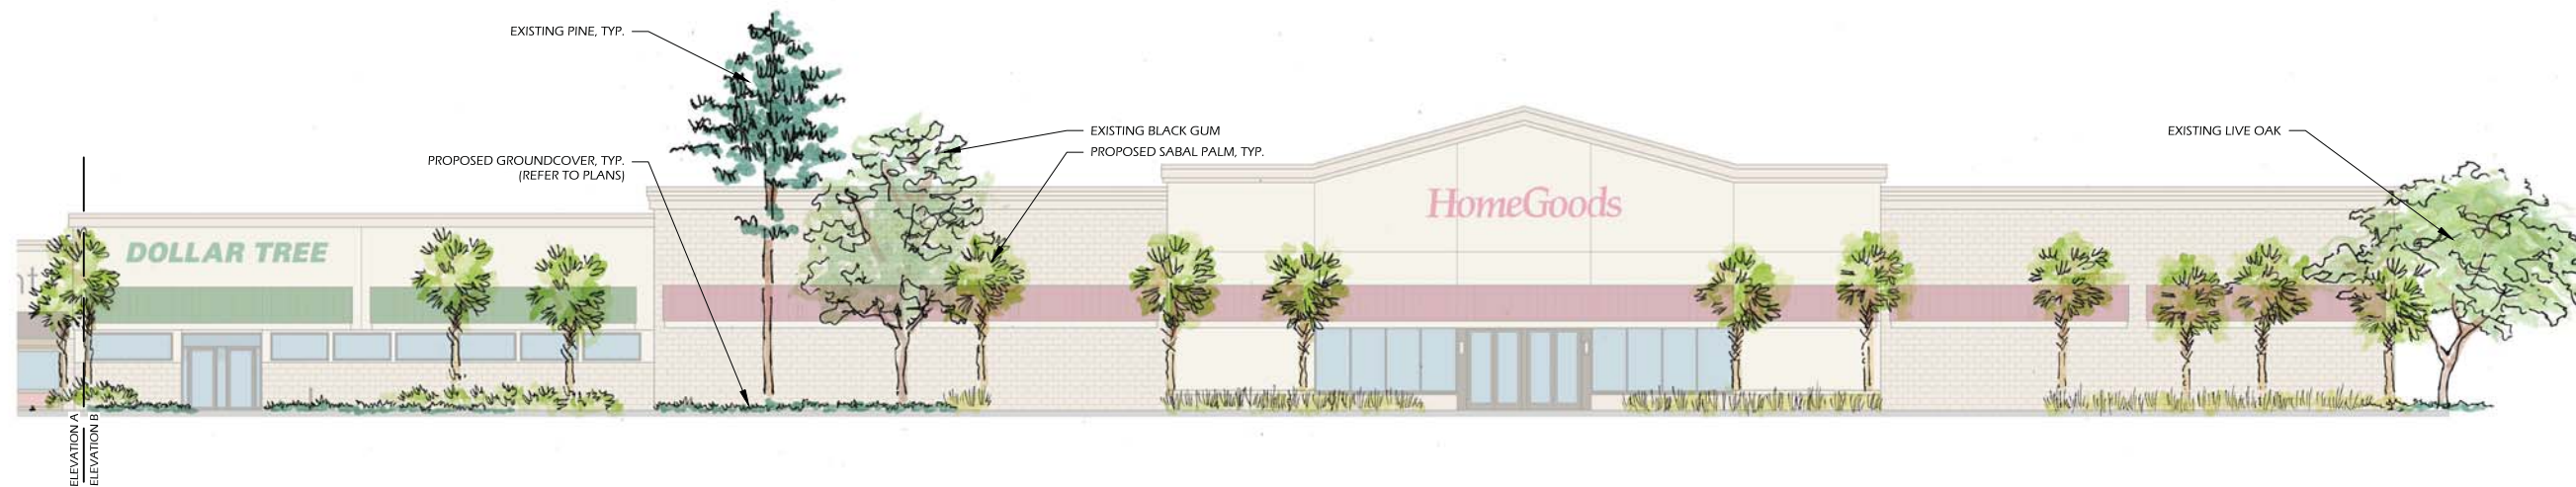 EXISTING PINE, TYP.
EXISTING BLACK GUM
EXISTING LIVE OAK
PROPOSED SABAL PALM, TYP.
PROPOSED GROUNDCOVER, TYP.
(REFER TO PLANS)
HomeGoods
DOLLAR TREE
nt
ELEVATION A
ELEVATION B